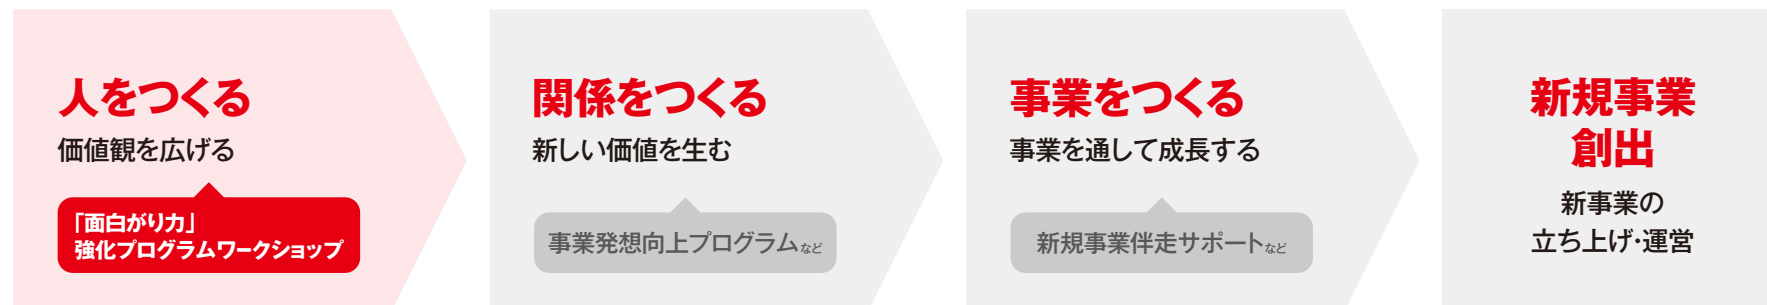 人をつくる
価値観を広げる
「面白がり力」
強化プログラムワークショップ
関係をつくる
新しい価値を生む
事業発想向上プログラムなど
事業をつくる
事業を通して成長する
新規事業伴走サポートなど
新規事業
創出
新事業の
立ち上げ・運営